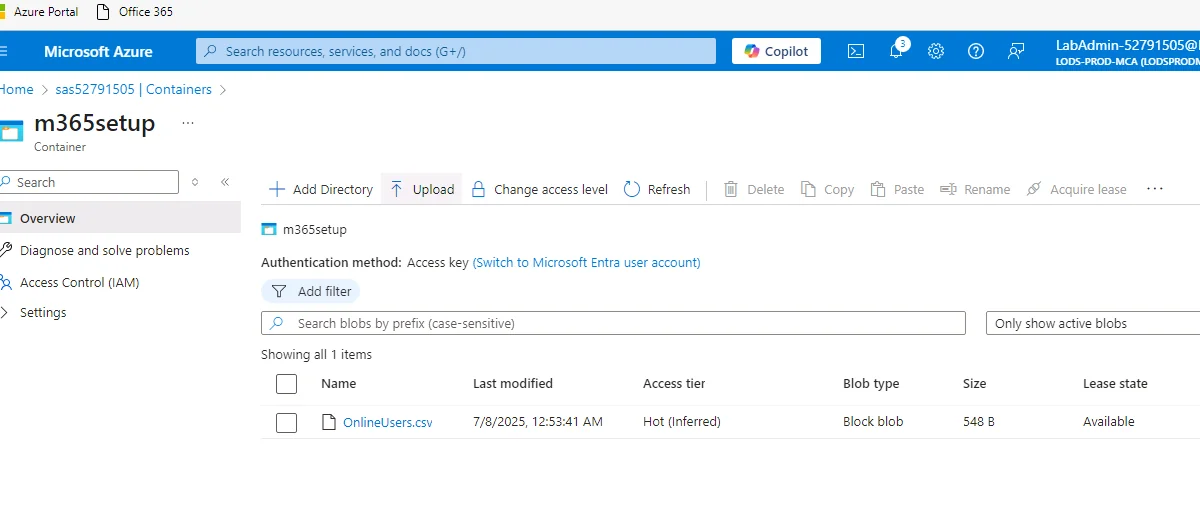 Azure Portal Office 365
Microsoft Azure Search resources, services, and docs (G+/) Copilot 3 LabAdmin-52791505@
LODS-PROD-MCA (LODSPRODM
Home > sas52791505 | Containers >
m365setup ...
Container
Search
Add Directory Upload Change access level Refresh Delete Copy Paste Rename Acquire lease ...
Overview
Diagnose and solve problems
Access Control (IAM)
Settings
m365setup
Authentication method: Access key (Switch to Microsoft Entra user account)
Add filter
Search blobs by prefix (case-sensitive) Only show active blobs
Showing all 1 items
Name Last modified Access tier Blob type Size Lease state
OnlineUsers.csv 7/8/2025, 12:53:41 AM Hot (Inferred) Block blob 548 B Available